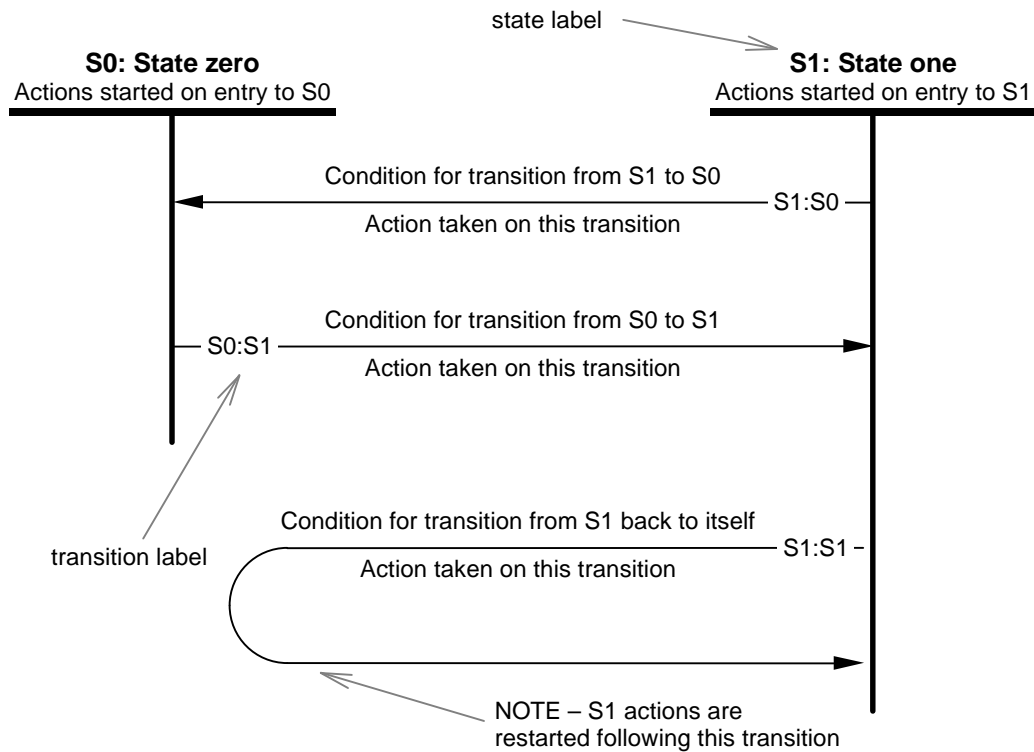 state label
S0: State zero
Actions started on entry to S0
S1: State one
Actions started on entry to S1
Condition for transition from S1 to S0
S1:S0
Action taken on this transition
Condition for transition from S0 to S1
S0:S1
Action taken on this transition
transition label
Condition for transition from S1 back to itself
S1:S1
Action taken on this transition
NOTE – S1 actions are
restarted following this transition